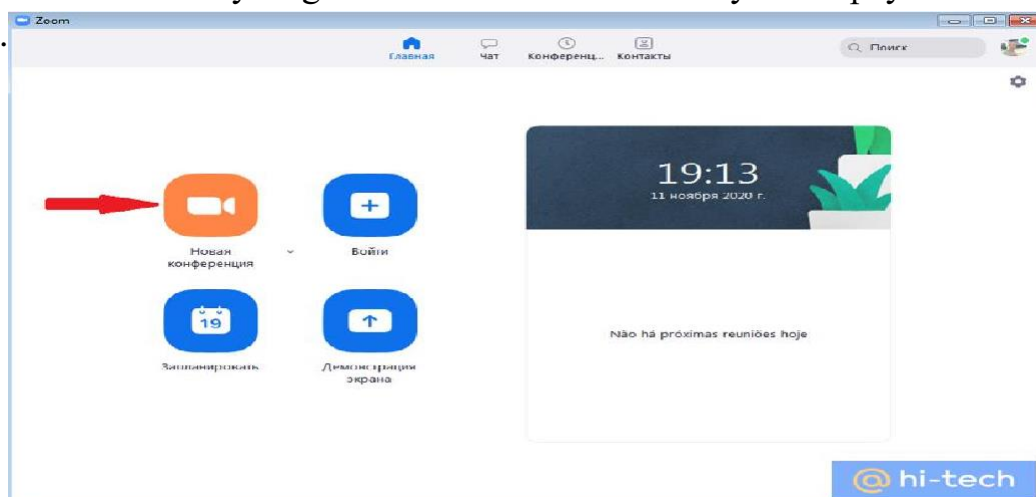 Zoom
Главная
Чат
Конференц...
Контакты
Поиск
19:13
11 ноября 2020 г.
Новая
конференция
Войти
19
Запланировать
Демонстрация
экрана
Não há próximas reuniões hoje
@ hi-tech